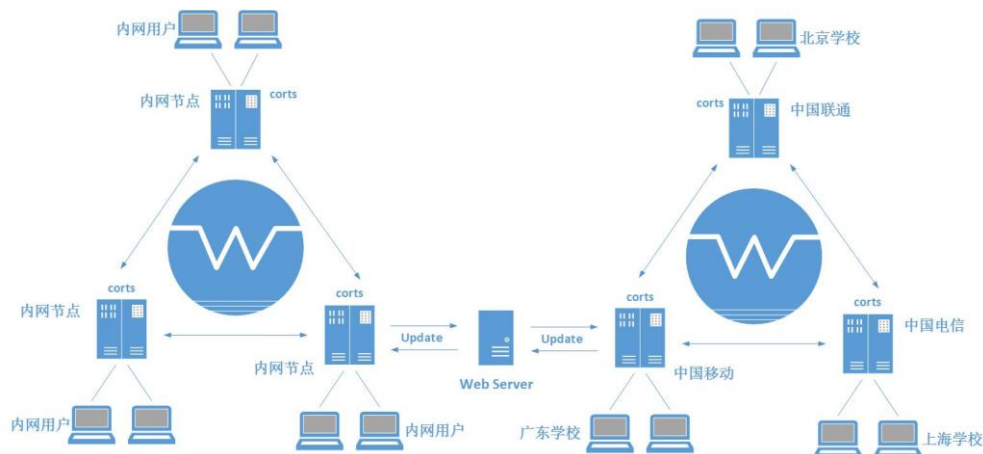 内网用户
内网节点
corts
corts
内网节点
corts
内网节点
内网用户
内网用户
Update
Web Server
Update
北京学校
corts
中国联通
corts
中国移动
corts
中国电信
广东学校
上海学校